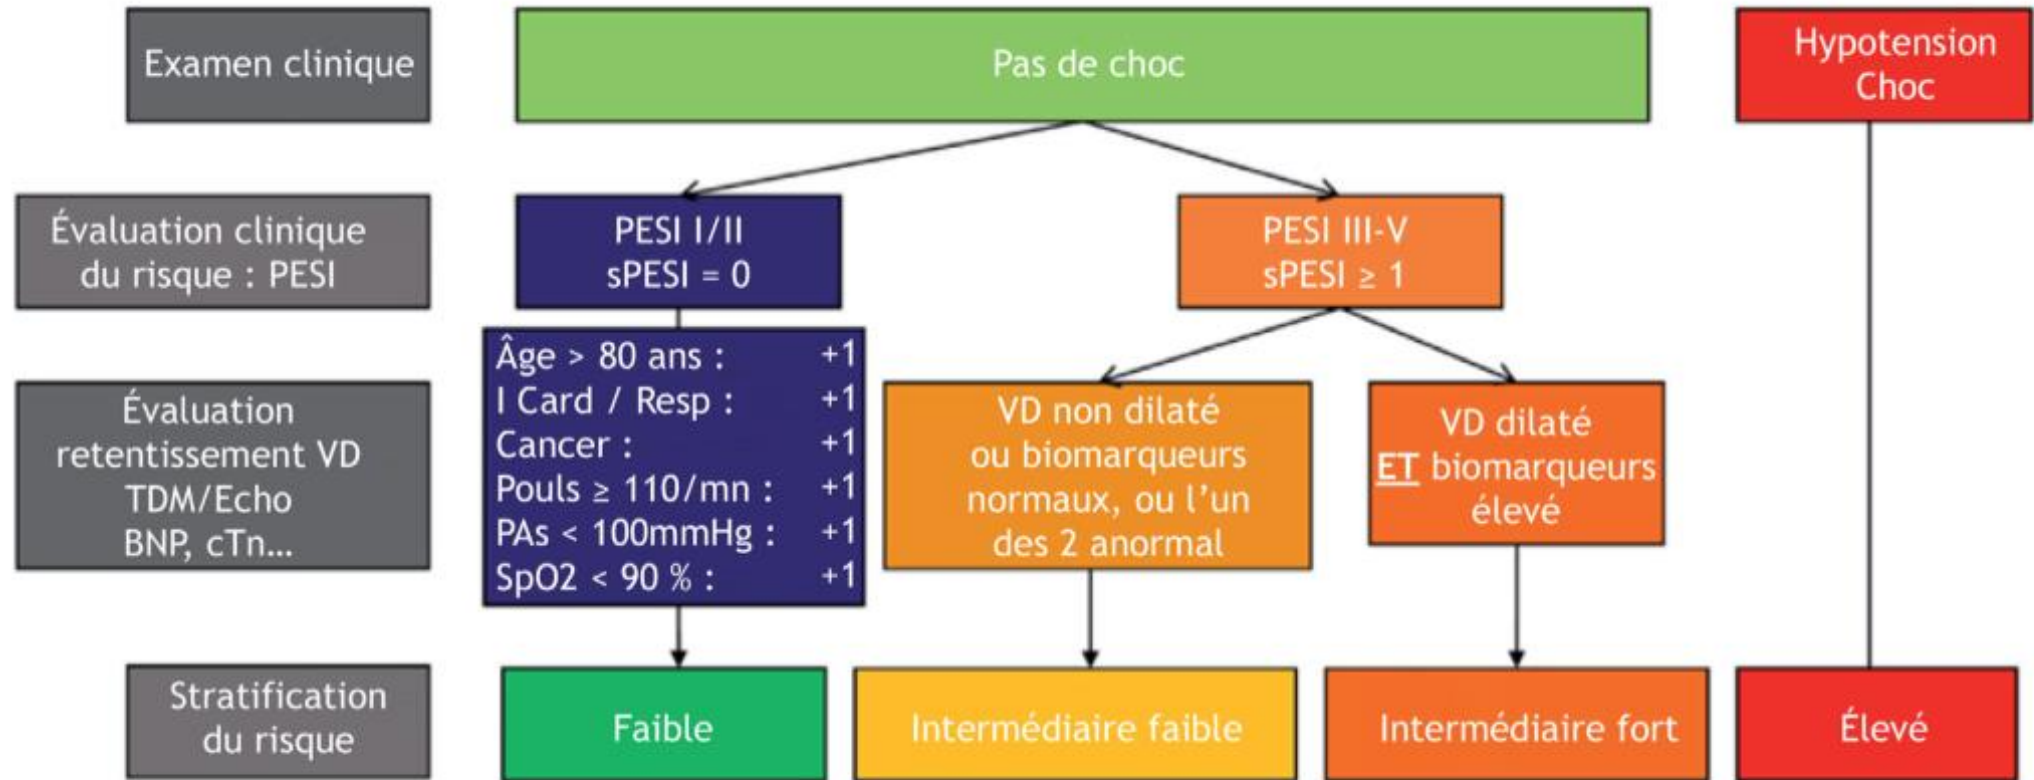 Examen clinique
Pas de choc
Hypotension
Choc
Évaluation clinique
du risque : PESI
PESI I/II
sPESI = 0
PESI III-V
sPESI ≥ 1
Évaluation
retentissement VD
TDM/Echo
BNP, cTn...
Âge > 80 ans : +1
I Card / Resp : +1
Cancer : +1
Pouls ≥ 110/mn : +1
PAs < 100mmHg : +1
SpO2 < 90 % : +1
VD non dilaté
ou biomarqueurs
normaux, ou l'un
des 2 anormal
VD dilaté
ET biomarqueurs
élevé
Stratification
du risque
Faible
Intermédiaire faible
Intermédiaire fort
Élevé